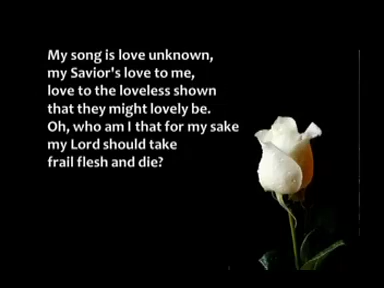 My song is love unknown,
my Savior's love to me,
love to the loveless shown
that they might lovely be.
Oh, who am I that for my sake
my Lord should take
frail flesh and die?